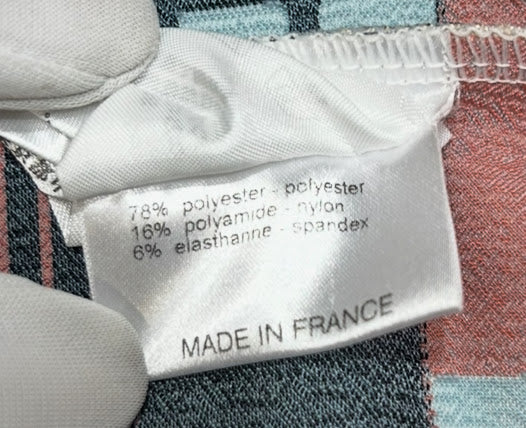 78% polyester - polyester
16% polyamide - nylon
6% elasthanne - spandex
MADE IN FRANCE